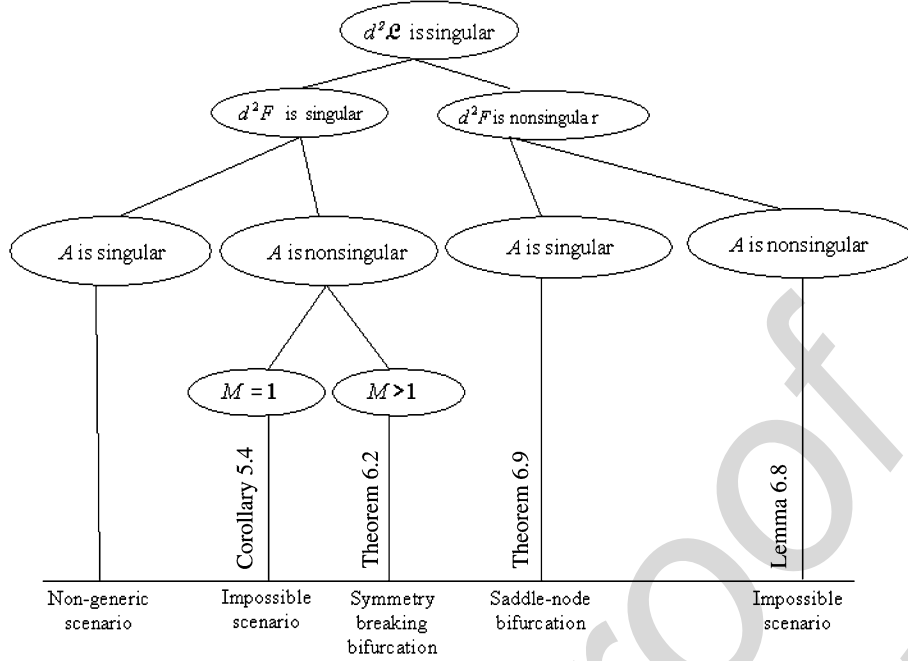 d²𝓛 is singular
d²F is singular
d²F is nonsingular
A is singular
A is nonsingular
A is singular
A is nonsingular
M = 1
M > 1
Corollary 5.4
Theorem 6.2
Theorem 6.9
Lemma 6.8
Non-generic
scenario
Impossible
scenario
Symmetry
breaking
bifurcation
Saddle-node
bifurcation
Impossible
scenario
roof